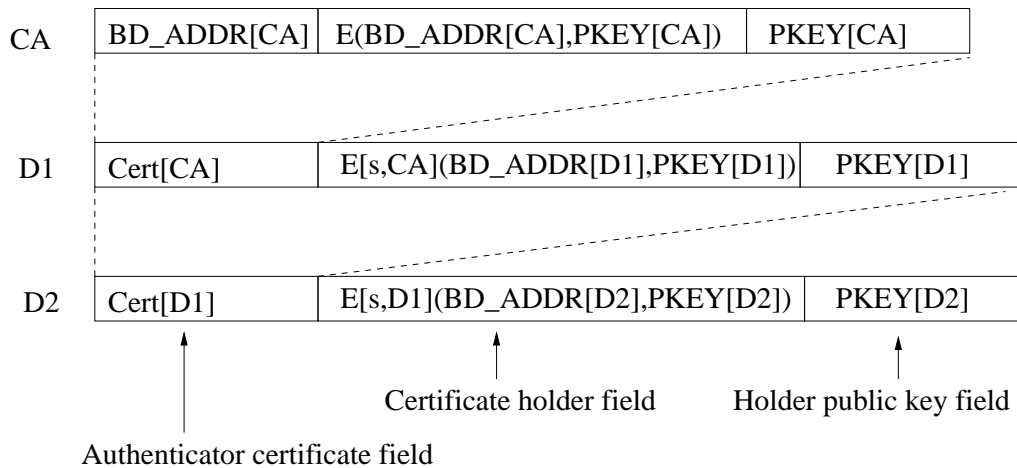 CA BD_ADDR[CA] E(BD_ADDR[CA],PKEY[CA]) PKEY[CA]
D1 Cert[CA] E[s,CA](BD_ADDR[D1],PKEY[D1]) PKEY[D1]
D2 Cert[D1] E[s,D1](BD_ADDR[D2],PKEY[D2]) PKEY[D2]
Certificate holder field Holder public key field
Authenticator certificate field